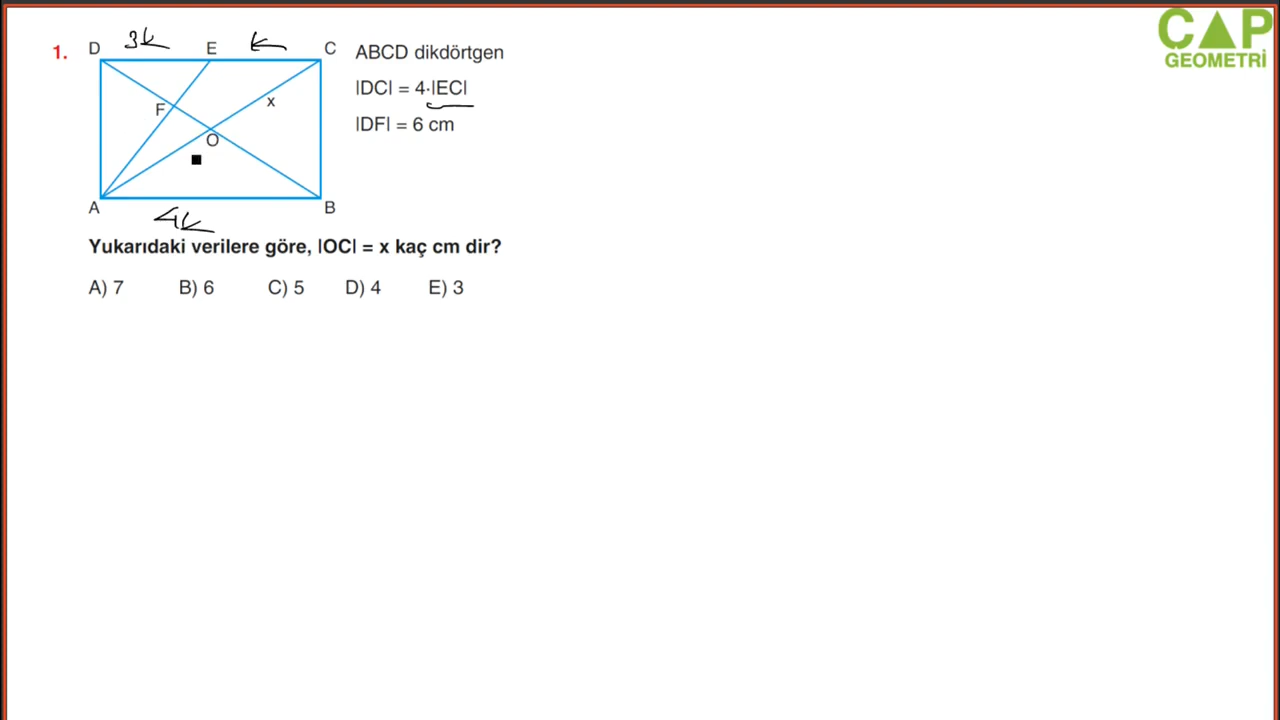 ÇAP
GEOMETRİ
1.
D 3k E k C
F
x
O
A
B
4k
ABCD dikdörtgen
|DC| = 4·|EC|
|DF| = 6 cm
Yukarıdaki verilere göre, |OC| = x kaç cm dir?
A) 7 B) 6 C) 5 D) 4 E) 3